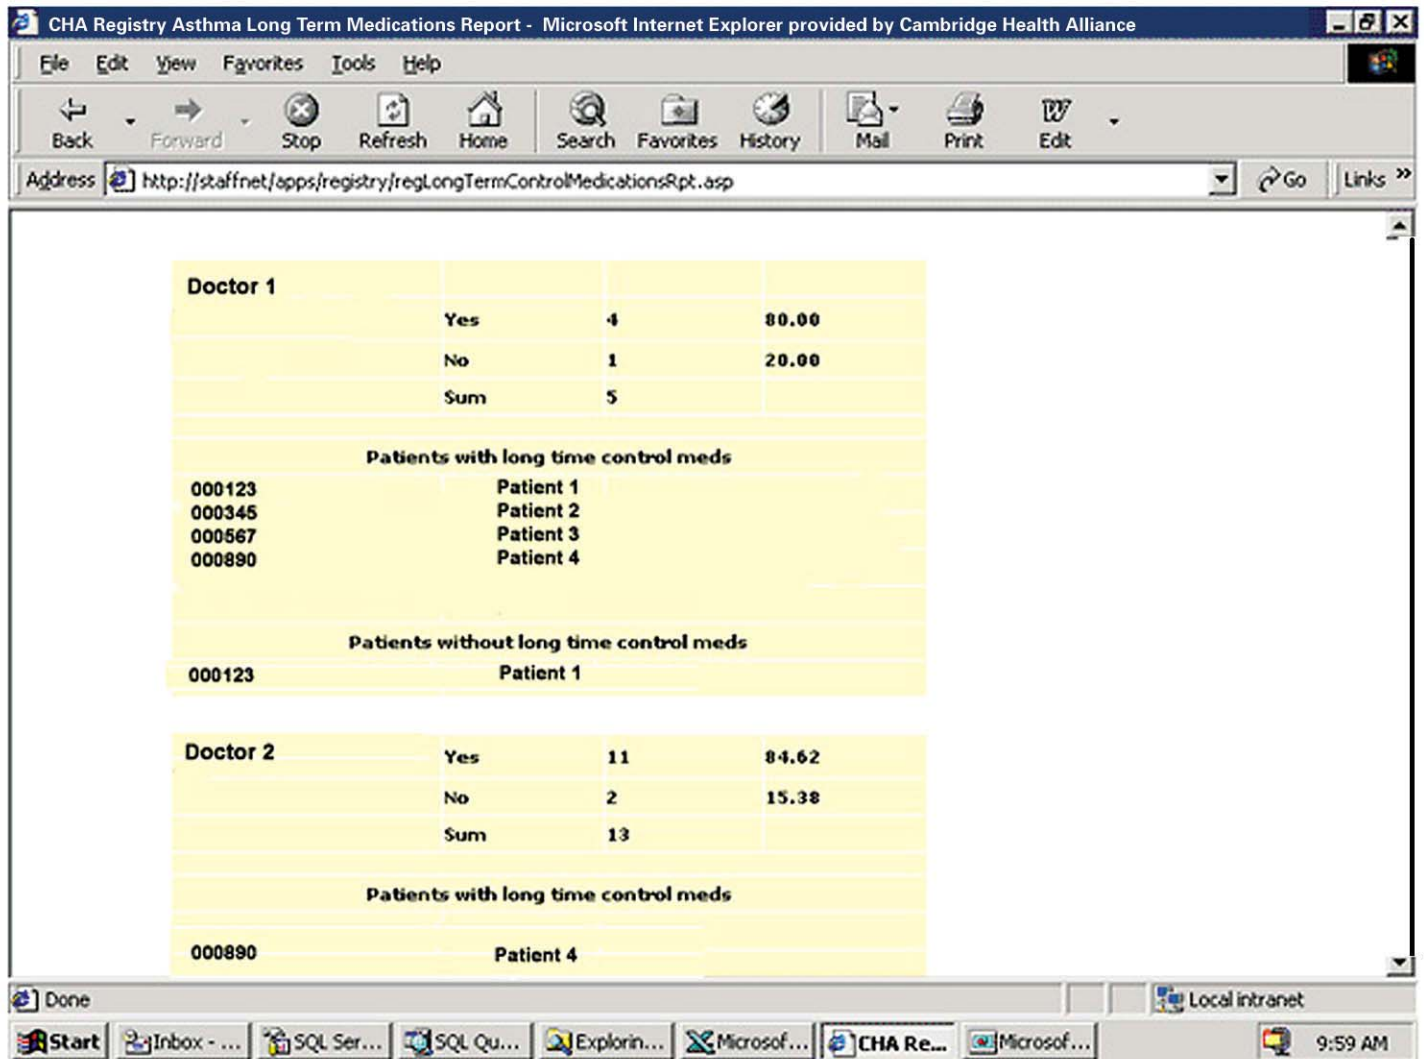 CHA Registry Asthma Long Term Medications Report - Microsoft Internet Explorer provided by Cambridge Health Alliance
File Edit View Favorites Tools Help
Back Forward Stop Refresh Home Search Favorites History Mail Print Edit
Address http://staffnet/apps/registry/regLongTermControlMedicationsRpt.asp Go Links »
Doctor 1
Yes 4 80.00
No 1 20.00
Sum 5
Patients with long time control meds
000123 Patient 1
000345 Patient 2
000567 Patient 3
000890 Patient 4
Patients without long time control meds
000123 Patient 1
Doctor 2 Yes 11 84.62
No 2 15.38
Sum 13
Patients with long time control meds
000890 Patient 4
Done Local intranet
Start Inbox - ... SQL Ser... SQL Qu... Explorin... Microsof... CHA Re... Microsof... 9:59 AM